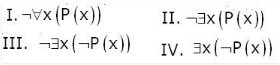 I. ¬∀x(P(x)) II. ¬∃x(P(x))
III. ¬∃x(¬P(x)) IV. ∃x(¬P(x))